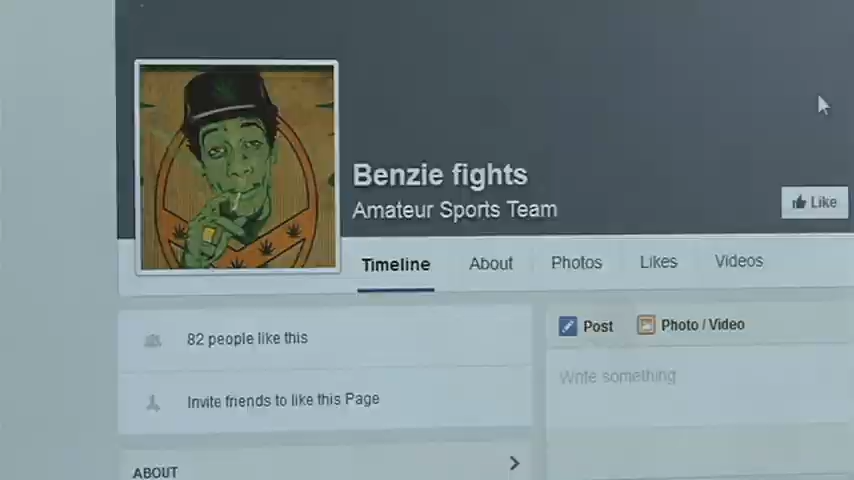 Benzie fights
Amateur Sports Team
Like
Timeline About Photos Likes Videos
82 people like this
Invite friends to like this Page
Post Photo / Video
Write something
ABOUT